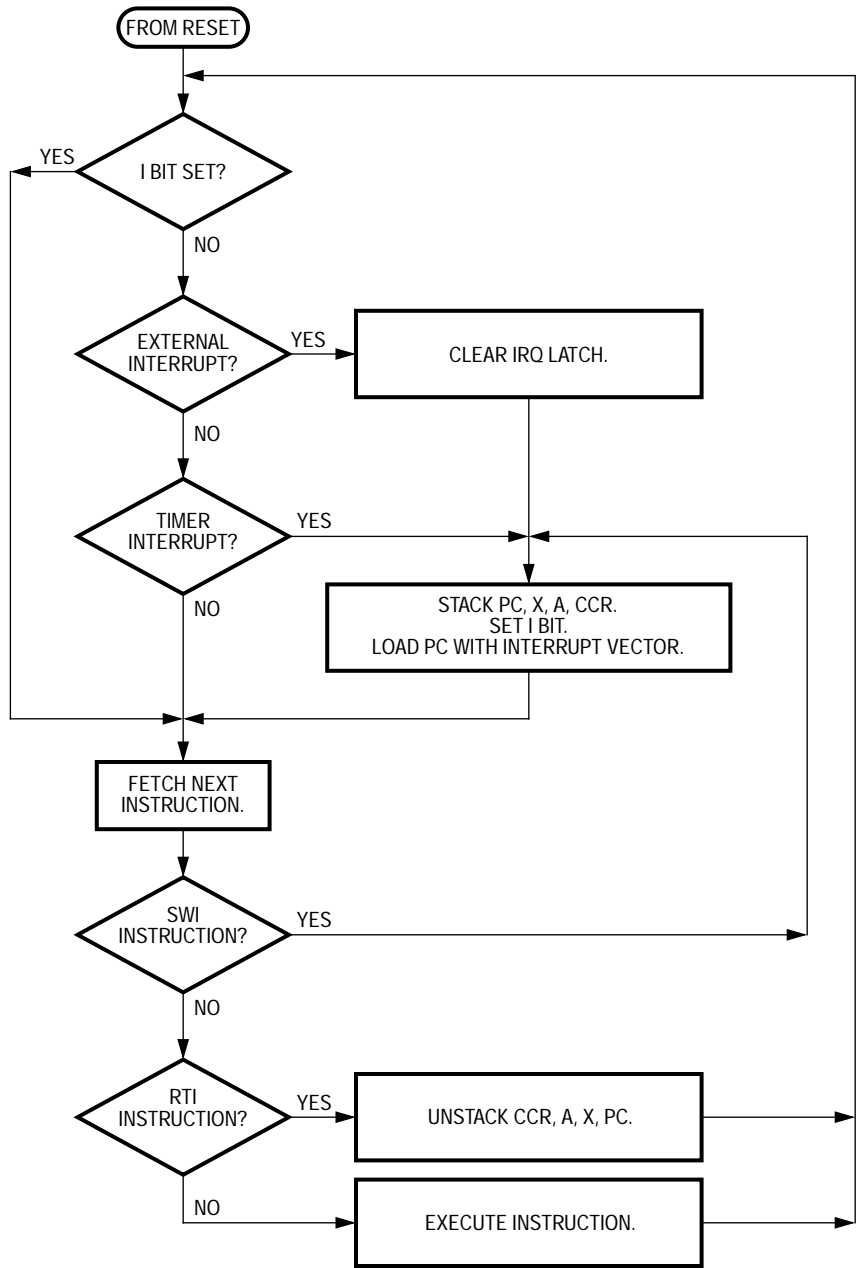 FROM RESET
YES
I BIT SET?
NO
EXTERNAL
INTERRUPT?
YES
CLEAR IRQ LATCH.
NO
TIMER
INTERRUPT?
YES
NO
STACK PC, X, A, CCR.
SET I BIT.
LOAD PC WITH INTERRUPT VECTOR.
FETCH NEXT
INSTRUCTION.
SWI
INSTRUCTION?
YES
NO
RTI
INSTRUCTION?
YES
UNSTACK CCR, A, X, PC.
NO
EXECUTE INSTRUCTION.